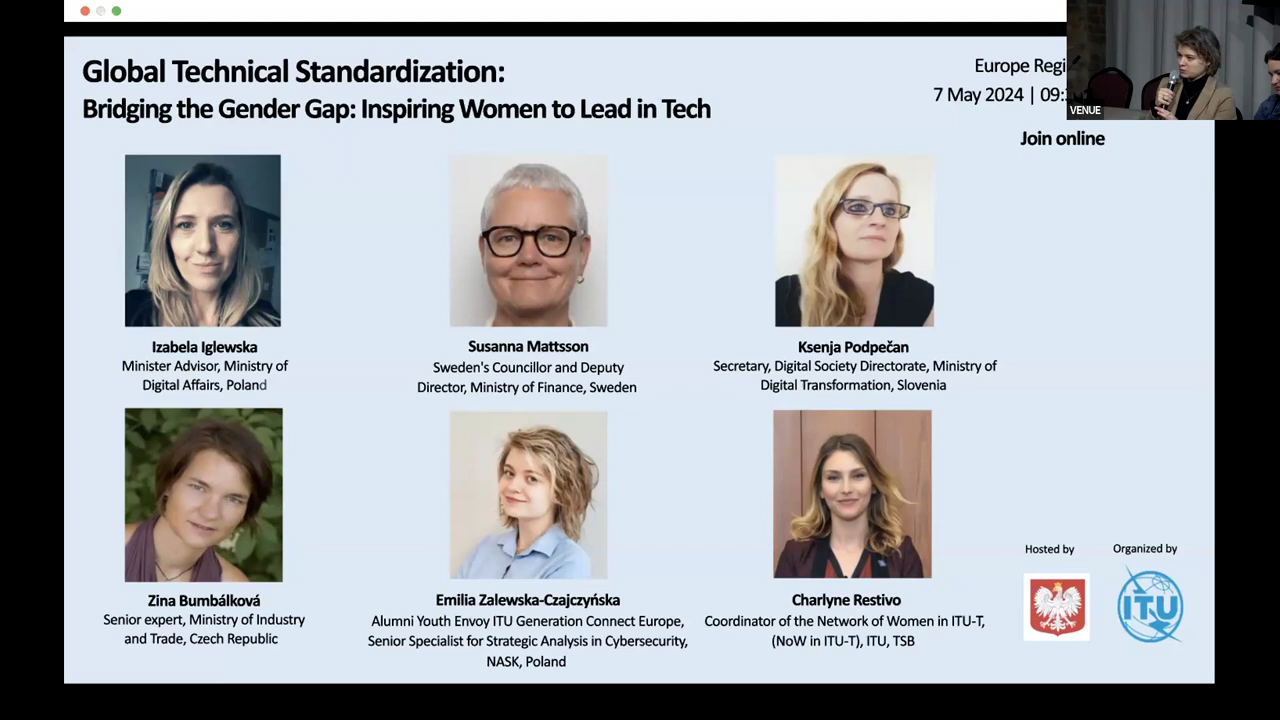 Global Technical Standardization:
Bridging the Gender Gap: Inspiring Women to Lead in Tech
Europe
7 May 2024 |
VENUE
Join online
Izabela Iglewska
Minister Advisor, Ministry of
Digital Affairs, Poland
Susanna Mattsson
Sweden's Councillor and Deputy
Director, Ministry of Finance, Sweden
Ksenja Podpečan
Secretary, Digital Society Directorate, Ministry of
Digital Transformation, Slovenia
Zina Bumbálková
Senior expert, Ministry of Industry
and Trade, Czech Republic
Emilia Zalewska-Czajczyńska
Alumni Youth Envoy ITU Generation Connect Europe,
Senior Specialist for Strategic Analysis in Cybersecurity,
NASK, Poland
Charlyne Restivo
Coordinator of the Network of Women in ITU-T,
(NoW in ITU-T), ITU, TSB
Hosted by
Organized by
ITU